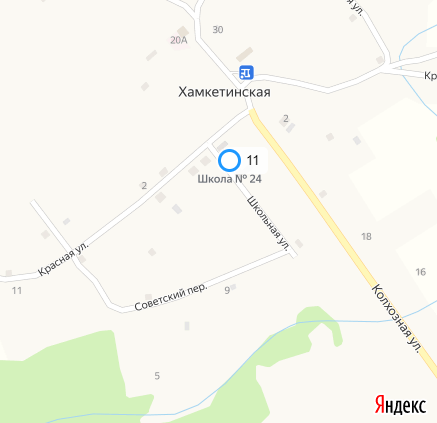 30
ул.
20А
Кр
Хамкетинская
2
11
Школа № 24
2
Школьная ул.
18
Красная ул.
16
11
Советский пер.
9
Колхозная ул.
5
Яндекс